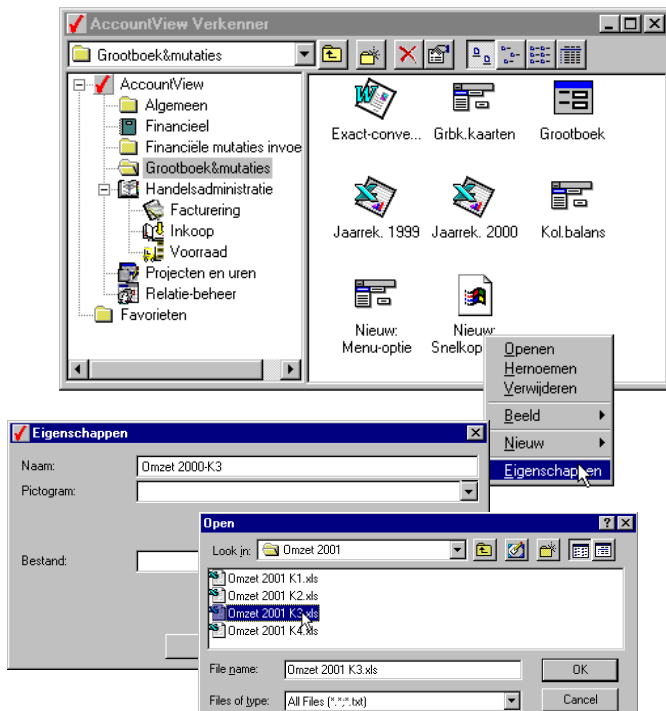 AccountView Verkenner
Grootboek&mutaties
AccountView
Algemeen
Financieel
Financiële mutaties invoe
Grootboek&mutaties
Handelsadministratie
Facturering
Inkoop
Voorraad
Projecten en uren
Relatie-beheer
Favorieten
Exact-conve... Grbk.kaarten Grootboek
Jaarrek. 1999 Jaarrek. 2000 Kol.balans
Nieuw: Nieuw:
Menu-optie Snelkop
Openen
Hernoemen
Verwijderen
Beeld
Nieuw
Eigenschappen
Eigenschappen
Naam: Omzet 2000-K3
Pictogram:
Bestand:
Open
Look in: Omzet 2001
Omzet 2001 K1.xls
Omzet 2001 K2.xls
Omzet 2001 K3.xls
Omzet 2001 K4.xls
File name: Omzet 2001 K3.xls OK
Files of type: All Files (*.*;*.txt) Cancel